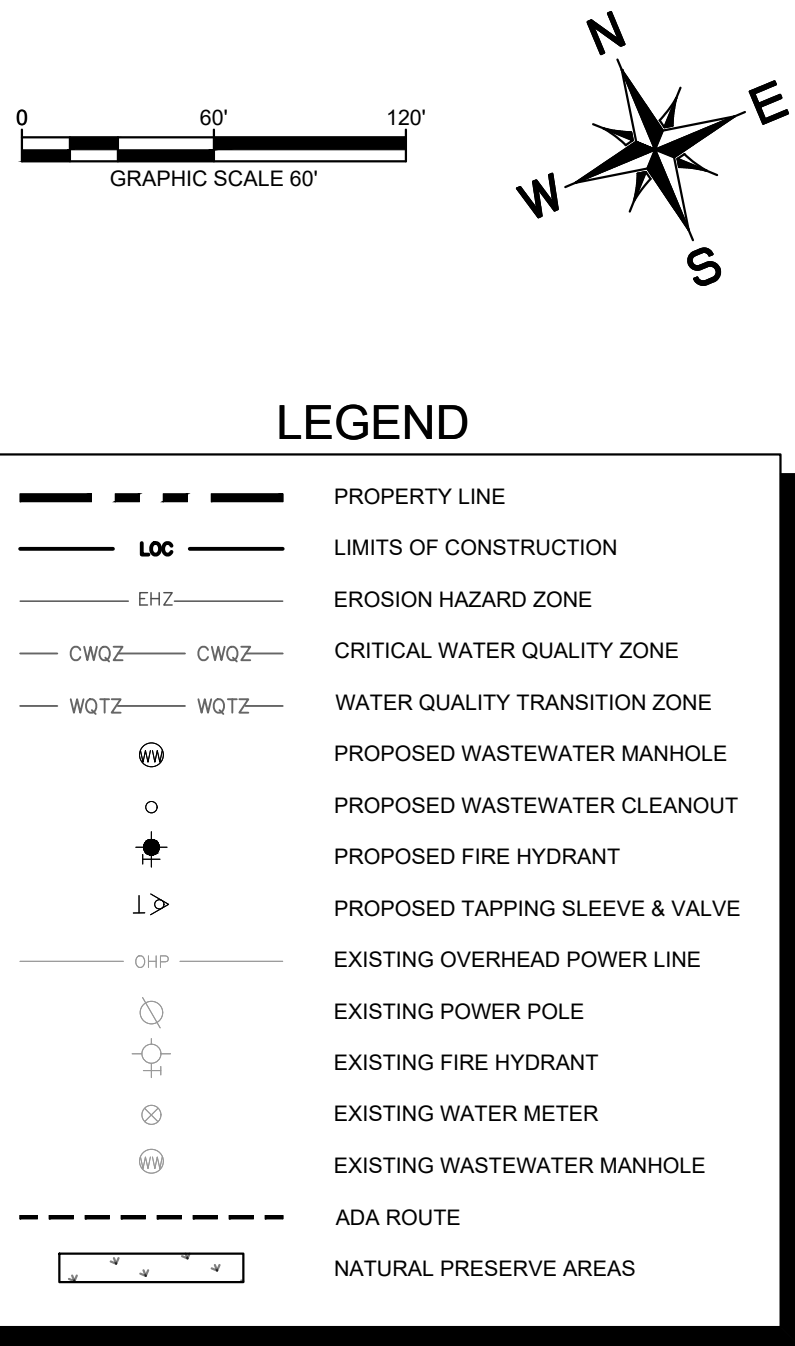 0 60' 120'
GRAPHIC SCALE 60'
N
E
W
S
LEGEND
PROPERTY LINE
LOC LIMITS OF CONSTRUCTION
EHZ EROSION HAZARD ZONE
CWQZ CWQZ CRITICAL WATER QUALITY ZONE
WQTZ WQTZ WATER QUALITY TRANSITION ZONE
WW PROPOSED WASTEWATER MANHOLE
PROPOSED WASTEWATER CLEANOUT
PROPOSED FIRE HYDRANT
PROPOSED TAPPING SLEEVE & VALVE
OHP EXISTING OVERHEAD POWER LINE
EXISTING POWER POLE
EXISTING FIRE HYDRANT
EXISTING WATER METER
WW EXISTING WASTEWATER MANHOLE
ADA ROUTE
NATURAL PRESERVE AREAS